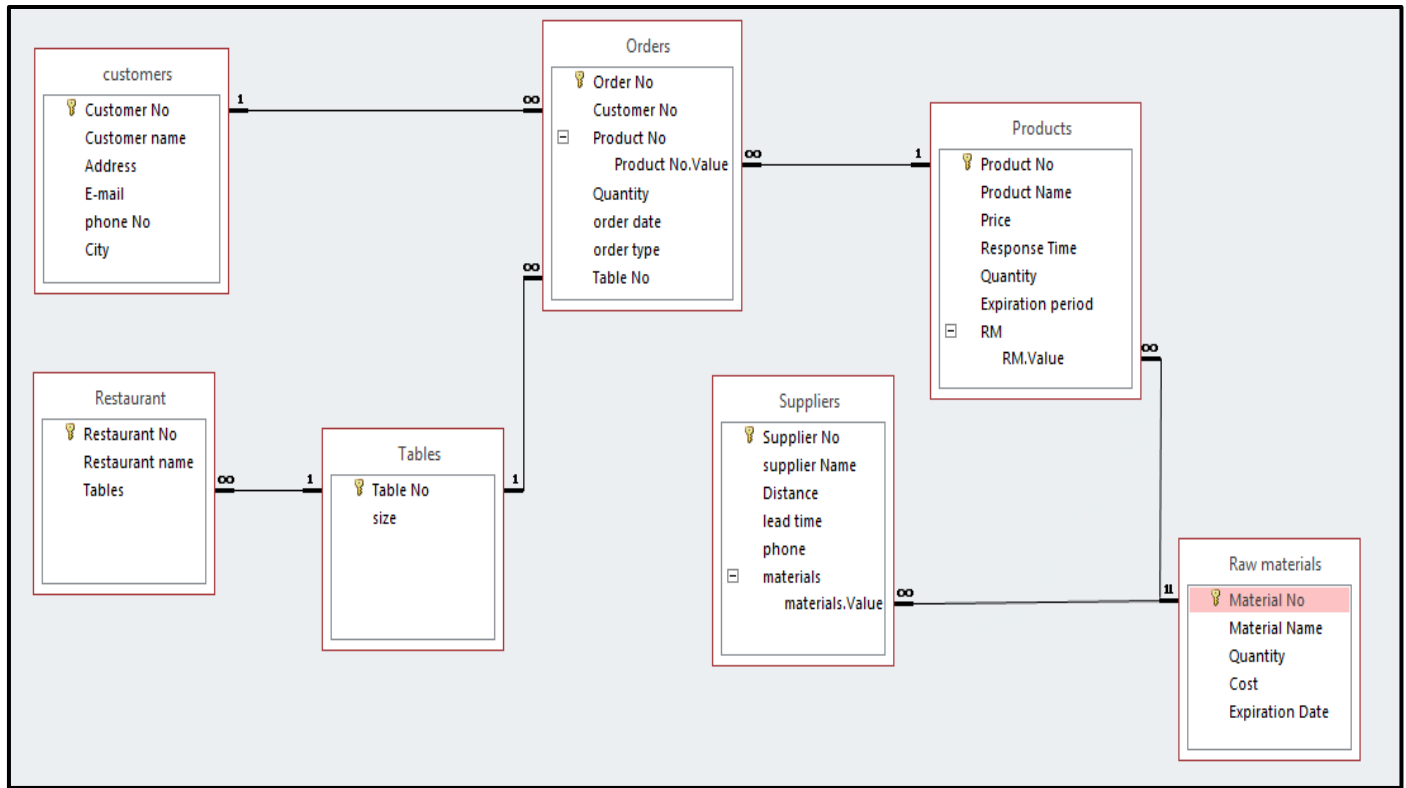 customers
Customer No
Customer name
Address
E-mail
phone No
City
1
∞
Orders
Order No
Customer No
Product No
Product No.Value
Quantity
order date
order type
Table No
∞
∞
1
Products
Product No
Product Name
Price
Response Time
Quantity
Expiration period
RM
RM.Value
∞
Restaurant
Restaurant No
Restaurant name
Tables
∞
1
Tables
Table No
size
1
Suppliers
Supplier No
supplier Name
Distance
lead time
phone
materials
materials.Value
∞
11
Raw materials
Material No
Material Name
Quantity
Cost
Expiration Date